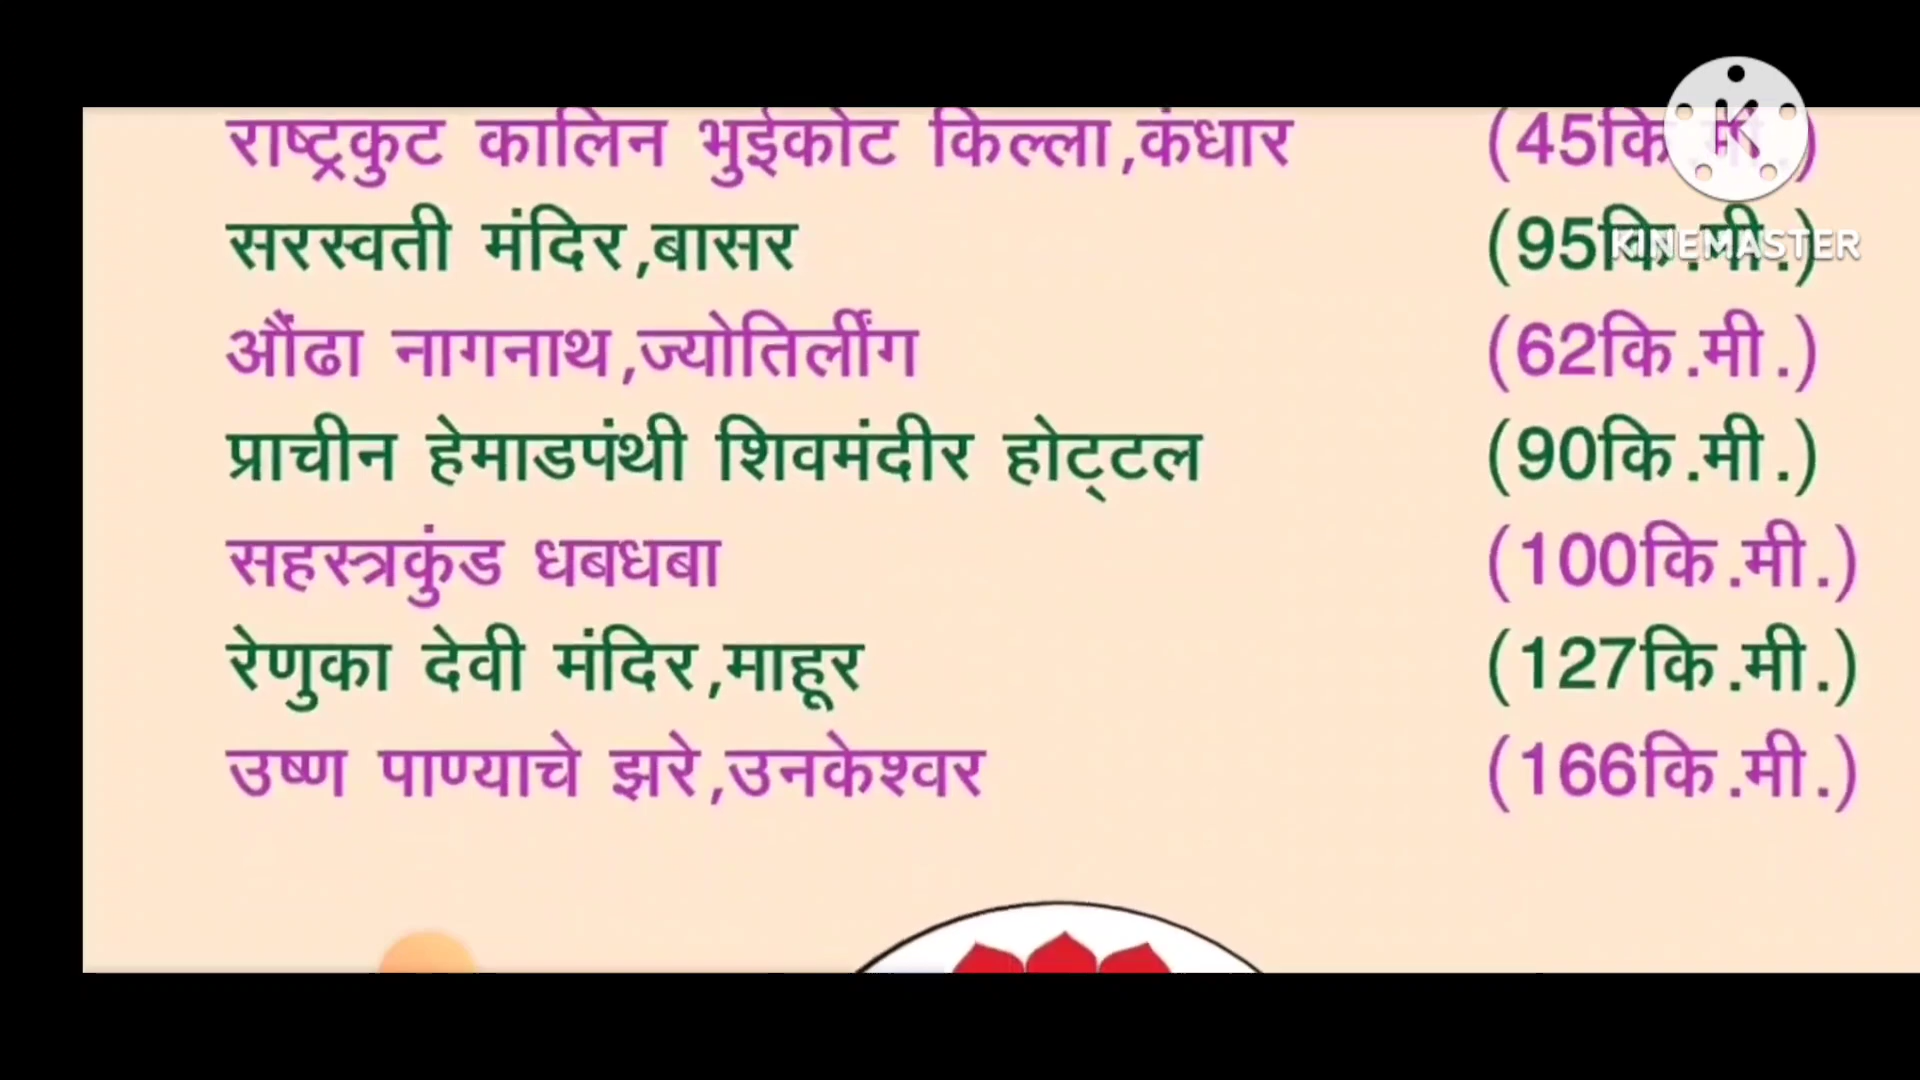 राष्ट्रकुट कालिन भुईकोट किल्ला,कंधार (45कि.मी.)
सरस्वती मंदिर,बासर (95कि.मी.)
KINEMASTER
औंढा नागनाथ,ज्योतिर्लींग (62कि.मी.)
प्राचीन हेमाडपंथी शिवमंदीर होट्टल (90कि.मी.)
सहस्त्रकुंड धबधबा (100कि.मी.)
रेणुका देवी मंदिर,माहूर (127कि.मी.)
उष्ण पाण्याचे झरे,उनकेश्वर (166कि.मी.)